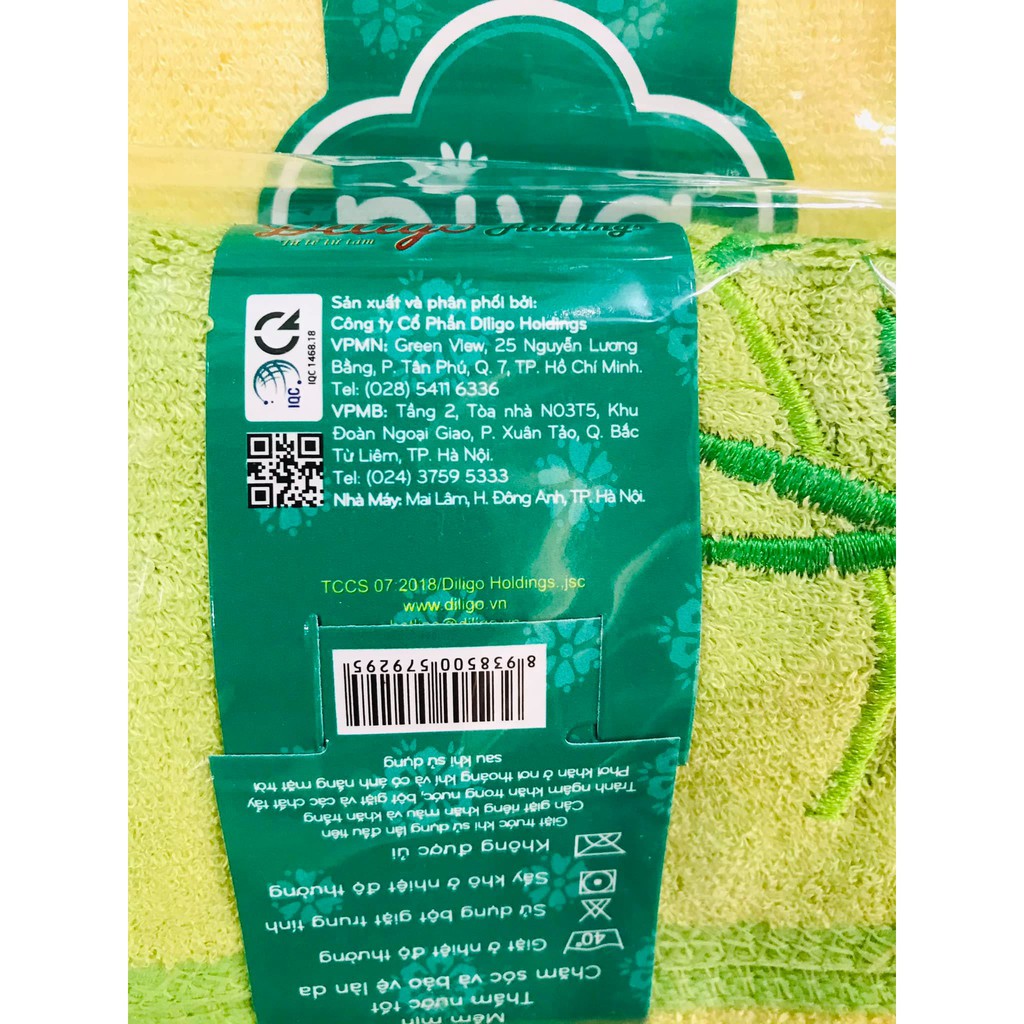 Diligo Holdings
Sản xuất và phân phối bởi:
Công ty Cổ Phần Diligo Holdings
VPMN: Green View, 25 Nguyễn Lương
Bằng, P. Tân Phú, Q. 7, TP. Hồ Chí Minh.
Tel: (028) 5411 6336
VPMB: Tầng 2, Tòa nhà N03T5, Khu
Đoàn Ngoại Giao, P. Xuân Tảo, Q. Bắc
Từ Liêm, TP. Hà Nội.
Tel: (024) 3759 5333
Nhà Máy: Mai Lâm, H. Đông Anh, TP. Hà Nội.
IQC
IQC 1468.18
TCCS 07:2018/Diligo Holdings.,jsc
www.diligo.vn
8938500579295
Mềm mịn
Thấm nước tốt
Chăm sóc và bảo vệ làn da
40° Giặt ở nhiệt độ thường
Sử dụng bột giặt trung tính
Sấy khô ở nhiệt độ thường
Không được ủi
Giặt trước khi sử dụng lần đầu tiên
Cần giặt riêng khăn màu và khăn trắng
Tránh ngâm khăn trong nước, bột giặt và các chất tẩy
Phơi khăn ở nơi thoáng khí và có ánh nắng mặt trời
sau khi sử dụng